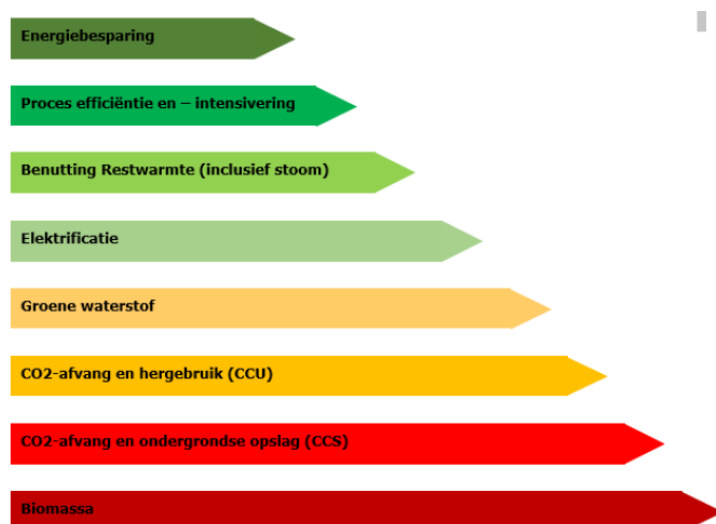 Energiebesparing
Proces efficiëntie en – intensivering
Benutting Restwarmte (inclusief stoom)
Elektrificatie
Groene waterstof
CO2-afvang en hergebruik (CCU)
CO2-afvang en ondergrondse opslag (CCS)
Biomassa